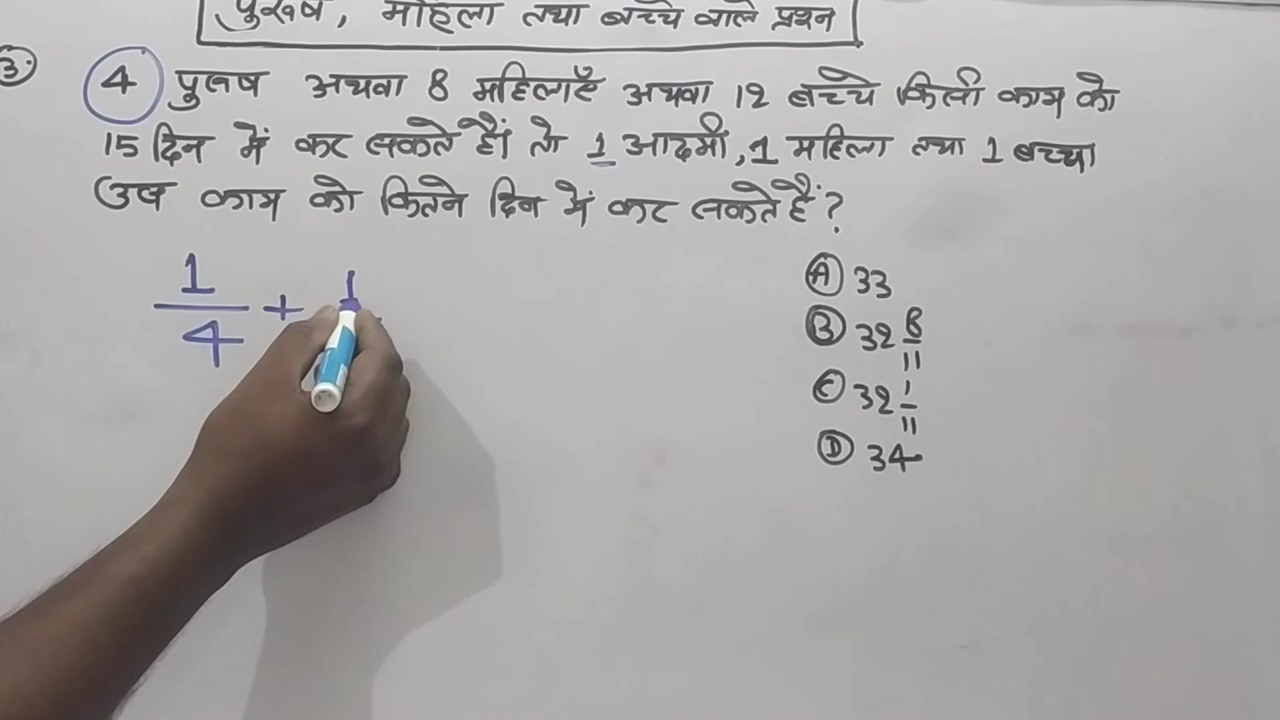 पुरूष, महिला तथा बच्चे वाले प्रश्न
3. 4 पुरूष अथवा 8 महिलाएँ अथवा 12 बच्चे किसी काम को
15 दिन में कर सकते हैं। तो 1 आदमी, 1 महिला तथा 1 बच्चा
उस काम को कितने दिन में कर सकते हैं?
1/4 + 1
(A) 33
(B) 32 8/11
(C) 32 1/11
(D) 34